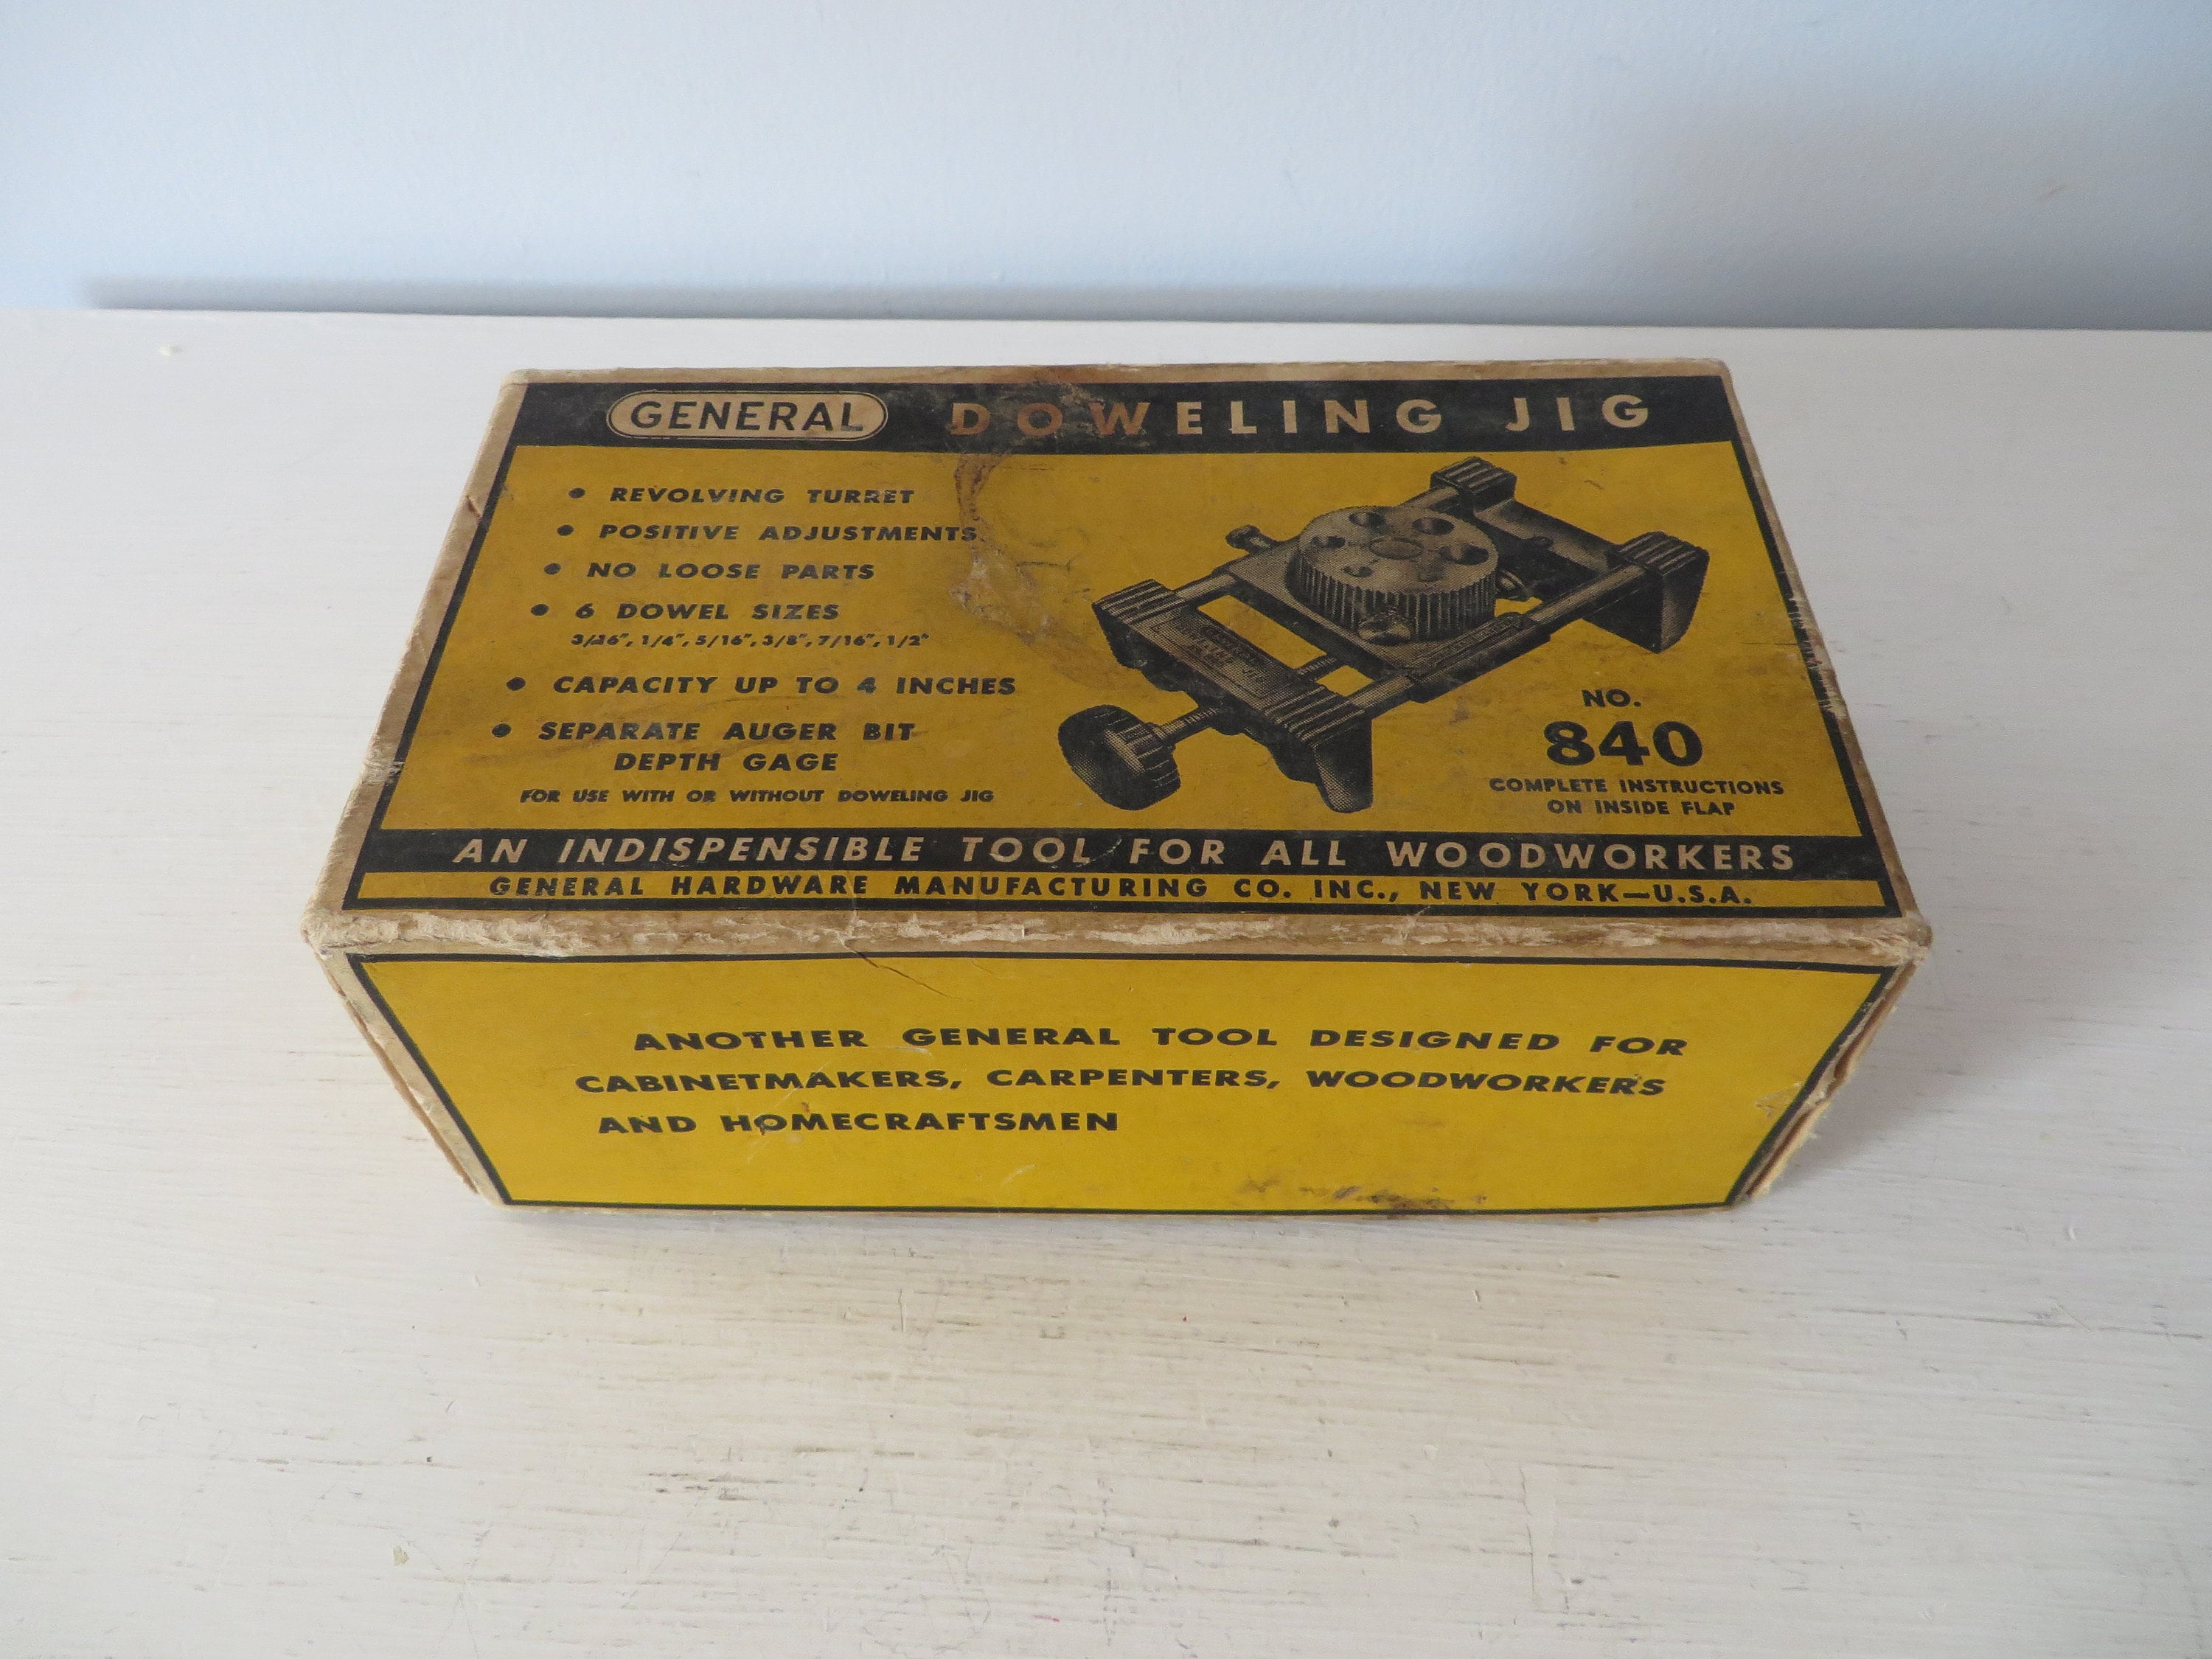 GENERAL DOWELING JIG
• REVOLVING TURRET
• POSITIVE ADJUSTMENTS
• NO LOOSE PARTS
• 6 DOWEL SIZES
3/16", 1/4", 5/16", 3/8", 7/16", 1/2"
• CAPACITY UP TO 4 INCHES
• SEPARATE AUGER BIT
DEPTH GAGE
FOR USE WITH OR WITHOUT DOWELING JIG
NO.
840
COMPLETE INSTRUCTIONS
ON INSIDE FLAP
AN INDISPENSIBLE TOOL FOR ALL WOODWORKERS
GENERAL HARDWARE MANUFACTURING CO. INC., NEW YORK—U.S.A.
ANOTHER GENERAL TOOL DESIGNED FOR
CABINETMAKERS, CARPENTERS, WOODWORKERS
AND HOMECRAFTSMEN